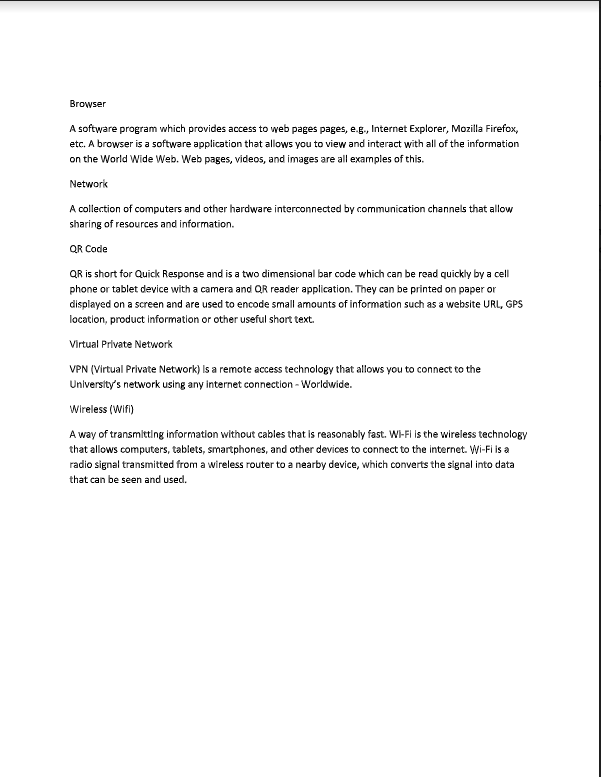 Browser
A software program which provides access to web pages pages, e.g., Internet Explorer, Mozilla Firefox,
etc. A browser is a software application that allows you to view and interact with all of the information
on the World Wide Web. Web pages, videos, and images are all examples of this.
Network
A collection of computers and other hardware interconnected by communication channels that allow
sharing of resources and information.
QR Code
QR is short for Quick Response and is a two dimensional bar code which can be read quickly by a cell
phone or tablet device with a camera and QR reader application. They can be printed on paper or
displayed on a screen and are used to encode small amounts of information such as a website URL, GPS
location, product information or other useful short text.
Virtual Private Network
VPN (Virtual Private Network) is a remote access technology that allows you to connect to the
University's network using any internet connection - Worldwide.
Wireless (Wifi)
A way of transmitting information without cables that is reasonably fast. Wi-Fi is the wireless technology
that allows computers, tablets, smartphones, and other devices to connect to the internet. Wi-Fi is a
radio signal transmitted from a wireless router to a nearby device, which converts the signal into data
that can be seen and used.